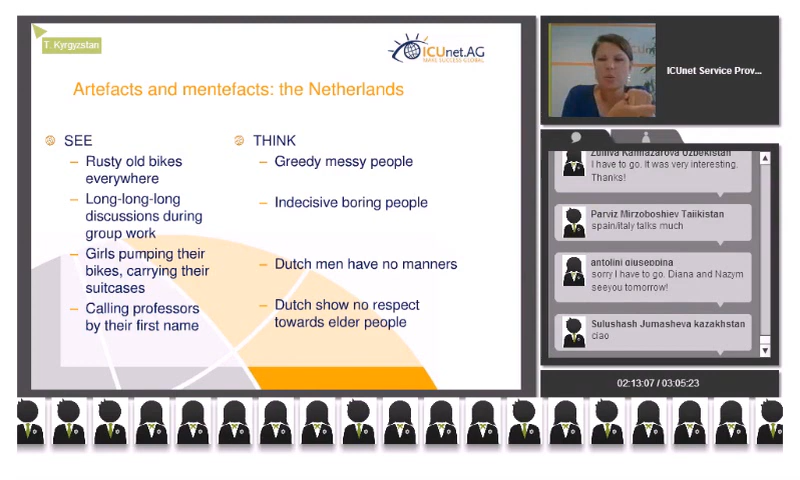 T. Kyrgyzstan
ICUnet.AG
MAKE SUCCESS GLOBAL
Artefacts and mentefacts: the Netherlands
SEE
– Rusty old bikes
everywhere
– Long-long-long
discussions during
group work
– Girls pumping their
bikes, carrying their
suitcases
– Calling professors
by their first name
THINK
– Greedy messy people
– Indecisive boring people
– Dutch men have no manners
– Dutch show no respect
towards elder people
ICUnet Service Prov...
I have to go. It was very interesting.
Thanks!
Parviz Mirzoboshiev Tajikistan
spain/italy talks much
antolini giuseppina
sorry I have to go. Diana and Nazym
seeyou tomorrow!
Sulushash Jumasheva kazakhstan
ciao
02:13:07 / 03:05:23